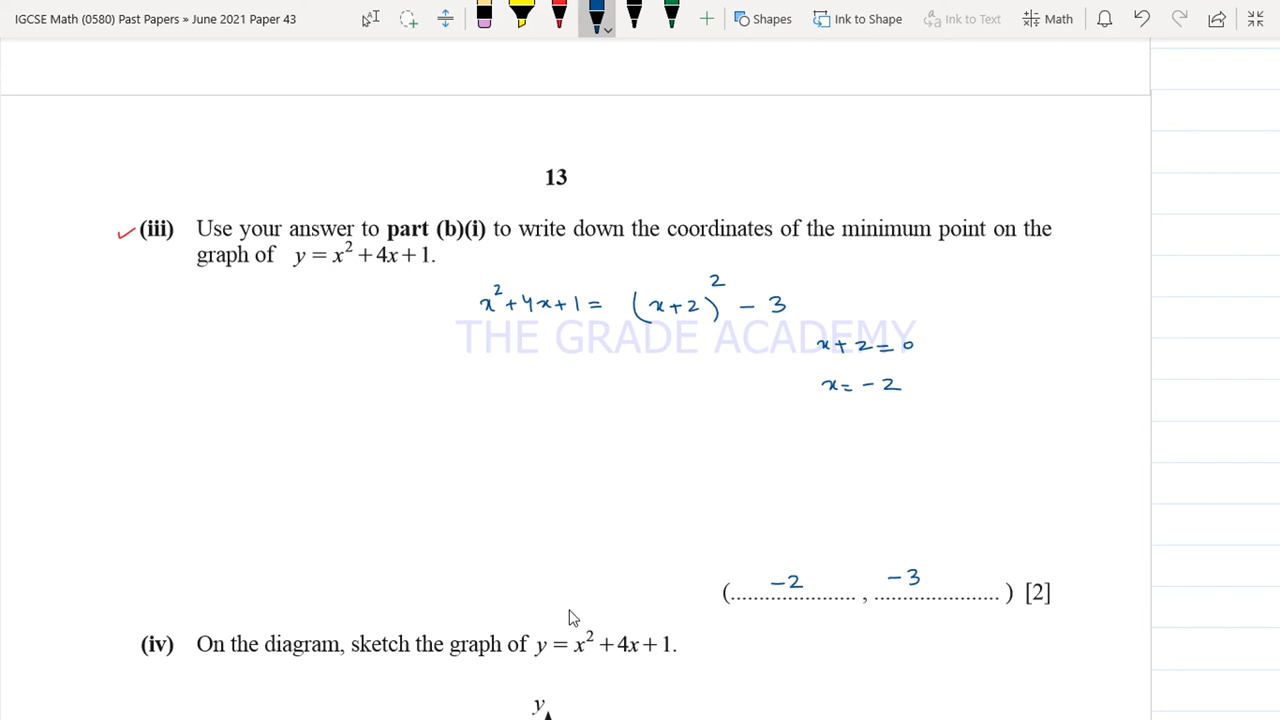 IGCSE Math (0580) Past Papers » June 2021 Paper 43
Shapes
Ink to Shape
Ink to Text
Math
13
(iii) Use your answer to part (b)(i) to write down the coordinates of the minimum point on the
graph of y = x² + 4x + 1.
x² + 4x + 1 = (x + 2)² - 3
THE GRADE ACADEMY
x + 2 = 0
x = - 2
(...................... , ......................) [2]
-2 -3
(iv) On the diagram, sketch the graph of y = x² + 4x + 1.
y